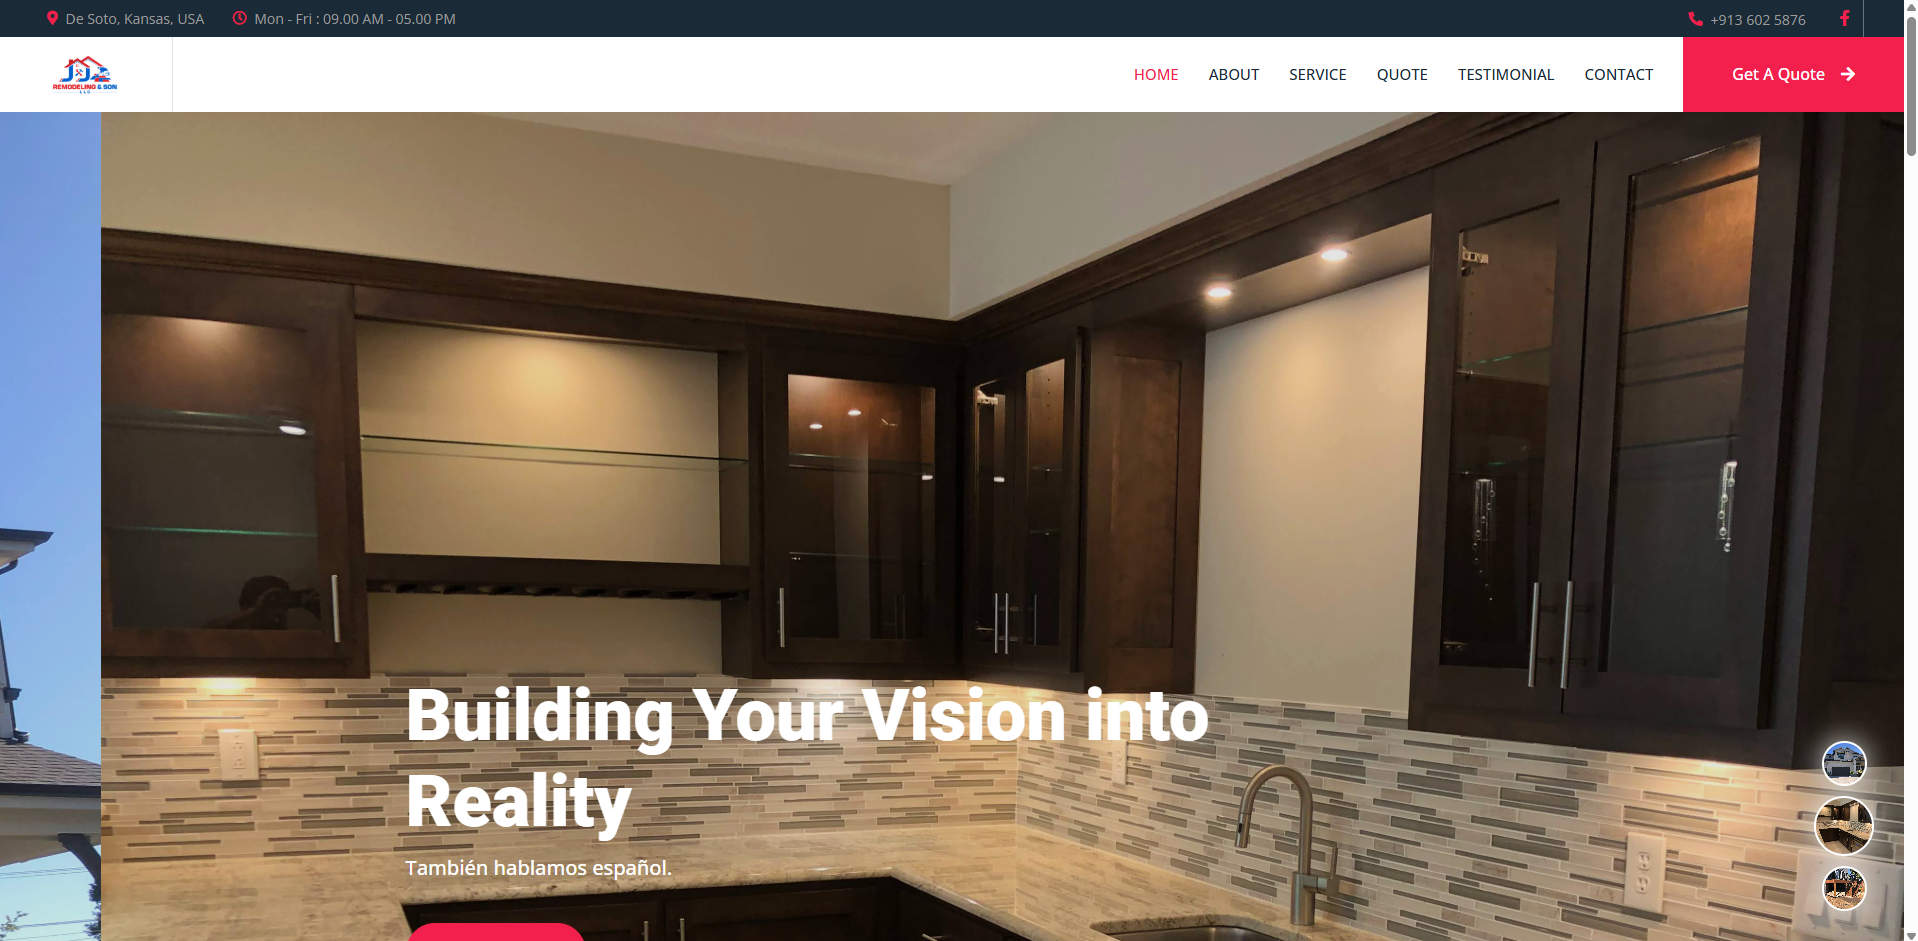 De Soto, Kansas, USA
Mon - Fri : 09.00 AM - 05.00 PM
+913 602 5876
JJ
REMODELING & SON
LLC
HOME
ABOUT
SERVICE
QUOTE
TESTIMONIAL
CONTACT
Get A Quote
Building Your Vision into
Reality
También hablamos español.